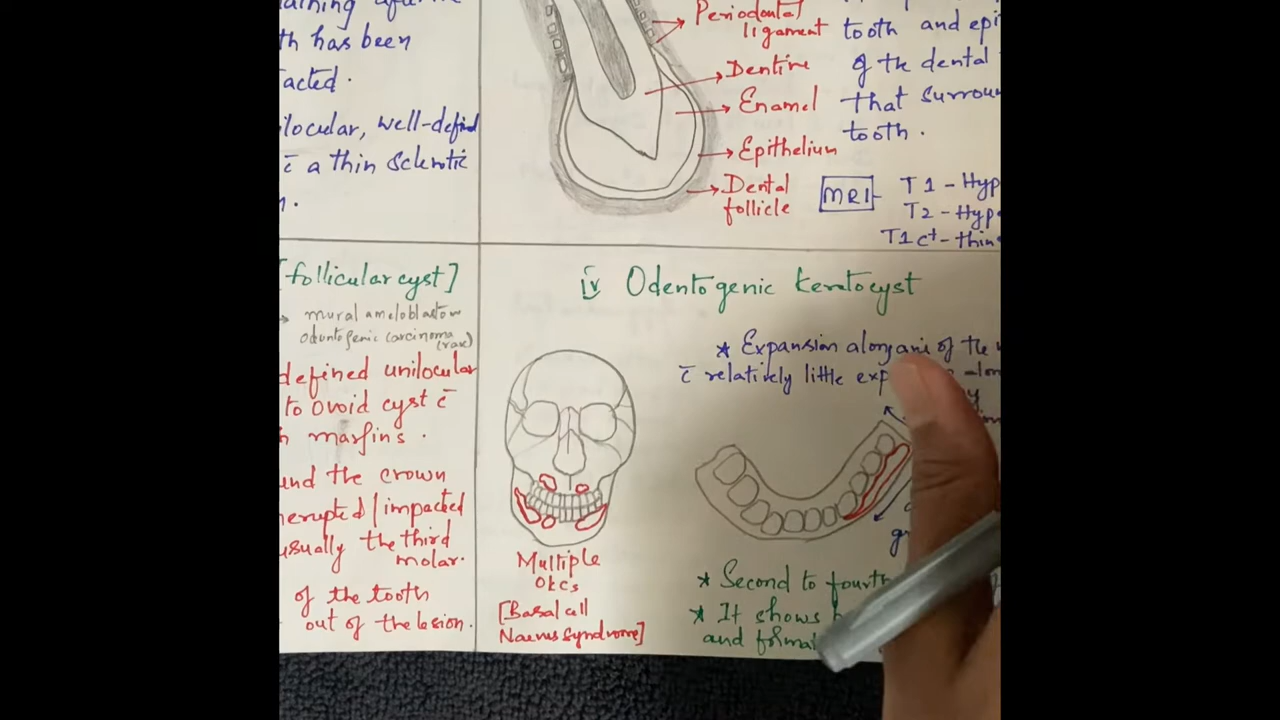 th has been
acted.
ilocular, well-defined
c̄ a thin sclerotic
Periodontal
ligament
Dentine
Enamel
Epithelium
Dental
follicle
tooth and epi
of the dental
that surrou
tooth.
MRI
T1 - Hyp
T2 - Hyp
T1 c+ - thin
[follicular cyst]
→ mural ameloblastom
odontogenic carcinoma
(rare)
defined unilocular
to ovoid cyst c̄
h margins.
und the crown
nerupted / impacted
usually the third
molar.
of the tooth
out of the lesion.
iv Odentogenic keratocyst
* Expansion along axis of the
c̄ relatively little exp
Multiple
OKCs
[Basal cell
Naevus syndrome]
* Second to fourth
* It shows
and format